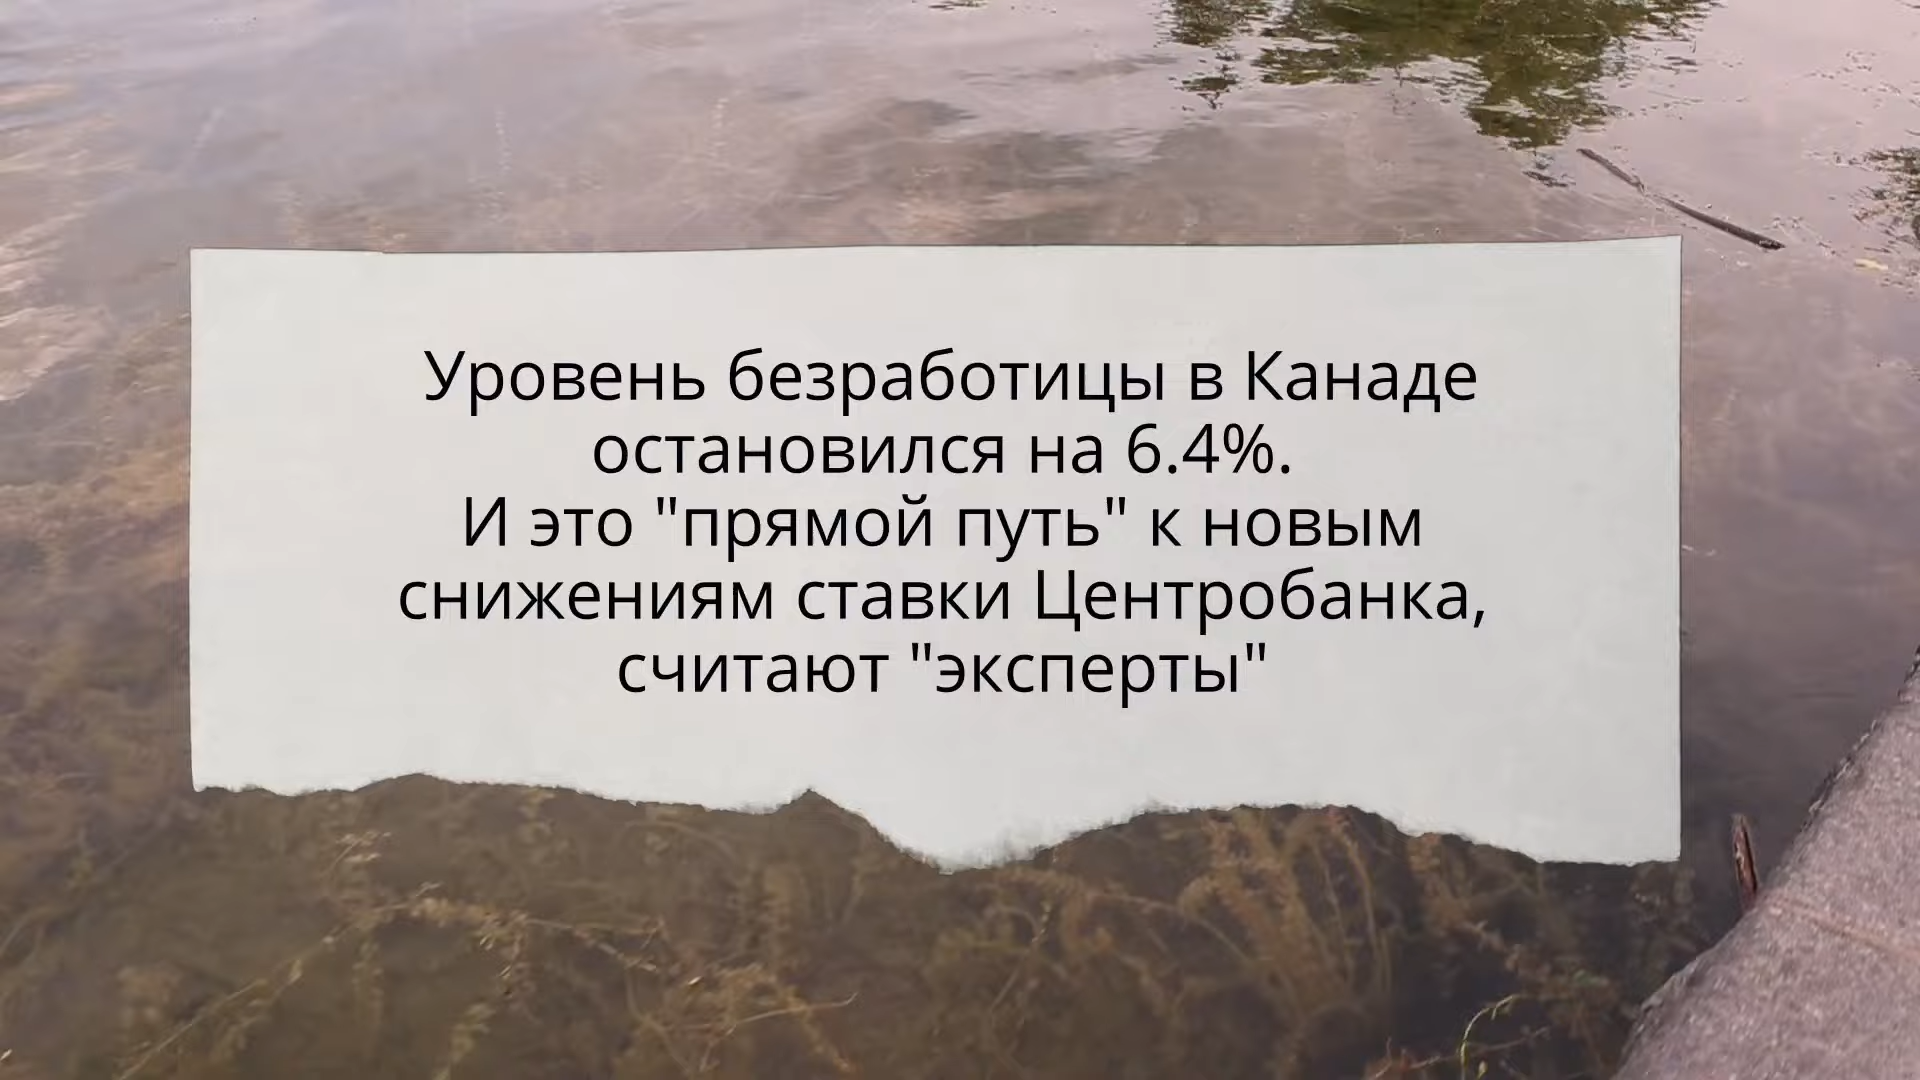 Уровень безработицы в Канаде
остановился на 6.4%.
И это "прямой путь" к новым
снижениям ставки Центробанка,
считают "эксперты"